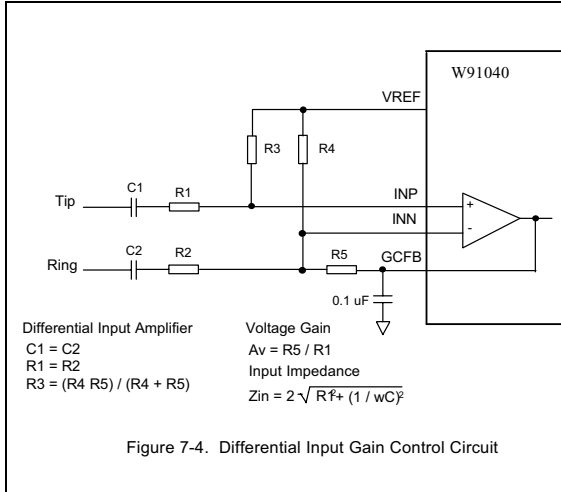 W91040
VREF
R3
R4
C1
R1
Tip
INP
+
INN
-
C2
R2
R5
GCFB
Ring
0.1 uF
Differential Input Amplifier
C1 = C2
R1 = R2
R3 = (R4 R5) / (R4 + R5)
Voltage Gain
Av = R5 / R1
Input Impedance
Zin = 2 √ R1² + (1 / wC)²
Figure 7-4. Differential Input Gain Control Circuit